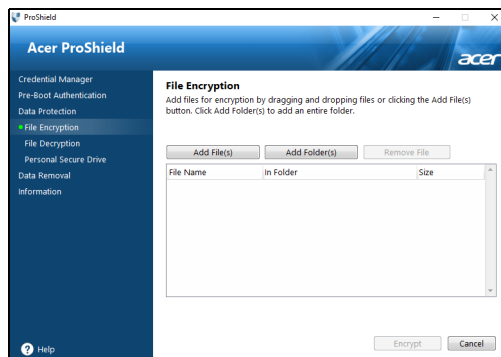 ProShield
Acer ProShield
acer
Credential Manager
Pre-Boot Authentication
Data Protection
File Encryption
File Decryption
Personal Secure Drive
Data Removal
Information
Help
File Encryption
Add files for encryption by dragging and dropping files or clicking the Add File(s)
button. Click Add Folder(s) to add an entire folder.
Add File(s) Add Folder(s) Remove File
File Name In Folder Size
Encrypt Cancel